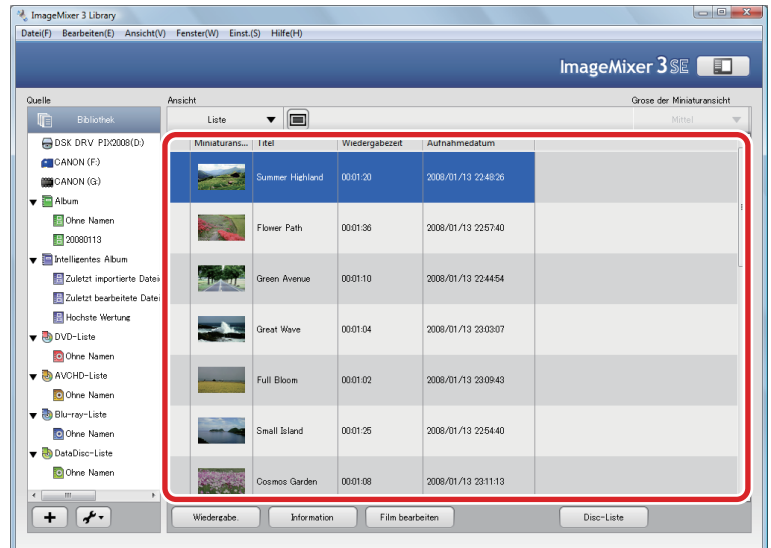 ImageMixer 3 Library
Datei(F) Bearbeiten(E) Ansicht(V) Fenster(W) Einst.(S) Hilfe(H)
ImageMixer 3 SE
Quelle
Bibliothek
DSK DRV PIX2008(D:)
CANON (F:)
CANON (G:)
Album
Ohne Namen
20080113
Intelligentes Album
Zuletzt importierte Datei
Zuletzt bearbeitete Datei
Hochste Wertung
DVD-Liste
Ohne Namen
AVCHD-Liste
Ohne Namen
Blu-ray-Liste
Ohne Namen
DataDisc-Liste
Ohne Namen
Ansicht
Grose der Miniaturansicht
Liste
Mittel
Miniaturans... Titel Wiedergabezeit Aufnahmedatum
Summer Highland 00:01:20 2008/01/13 22:48:26
Flower Path 00:01:36 2008/01/13 22:57:40
Green Avenue 00:01:10 2008/01/13 22:44:54
Great Wave 00:01:04 2008/01/13 23:03:07
Full Bloom 00:01:02 2008/01/13 23:09:43
Small Island 00:01:25 2008/01/13 22:54:40
Cosmos Garden 00:01:08 2008/01/13 23:11:13
Wiedergabe. Information Film bearbeiten Disc-Liste